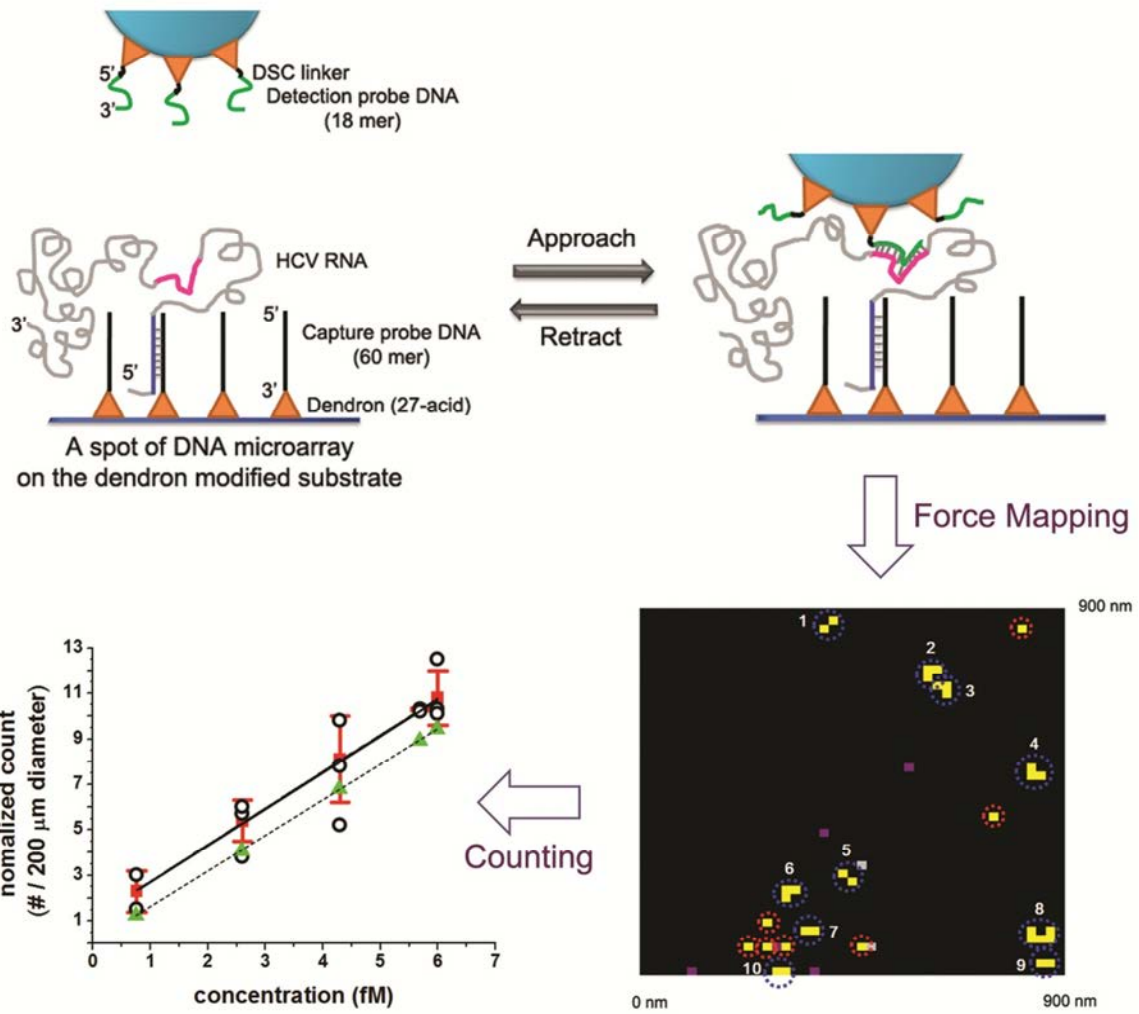 5'
DSC linker
3'
Detection probe DNA
(18 mer)
HCV RNA
Approach
Retract
3'
5'
Capture probe DNA
(60 mer)
5'
3'
Dendron (27-acid)
A spot of DNA microarray
on the dendron modified substrate
Force Mapping
900 nm
1
2
3
4
5
6
7
8
9
10
0 nm
900 nm
Counting
nomalized count
(# / 200 μm diameter)
13
11
9
7
5
3
1
0 1 2 3 4 5 6 7
concentration (fM)